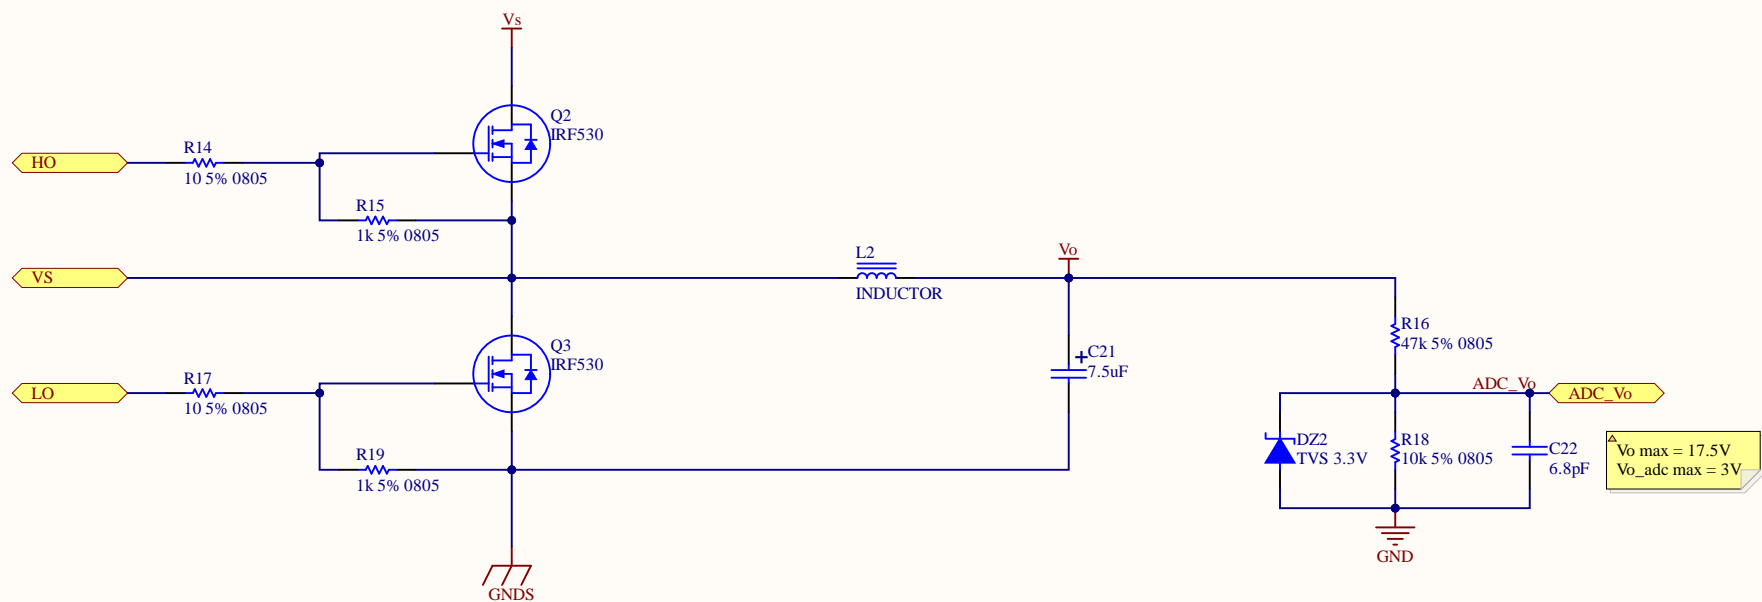 Vs
Q2
IRF530
HO
R14
10 5% 0805
R15
1k 5% 0805
VS
L2
INDUCTOR
Vo
Q3
IRF530
LO
R17
10 5% 0805
R19
1k 5% 0805
GNDS
C21
7.5uF
R16
47k 5% 0805
ADC_Vo
ADC_Vo
DZ2
TVS 3.3V
R18
10k 5% 0805
C22
6.8pF
GND
Vo max = 17.5V
Vo_adc max = 3V